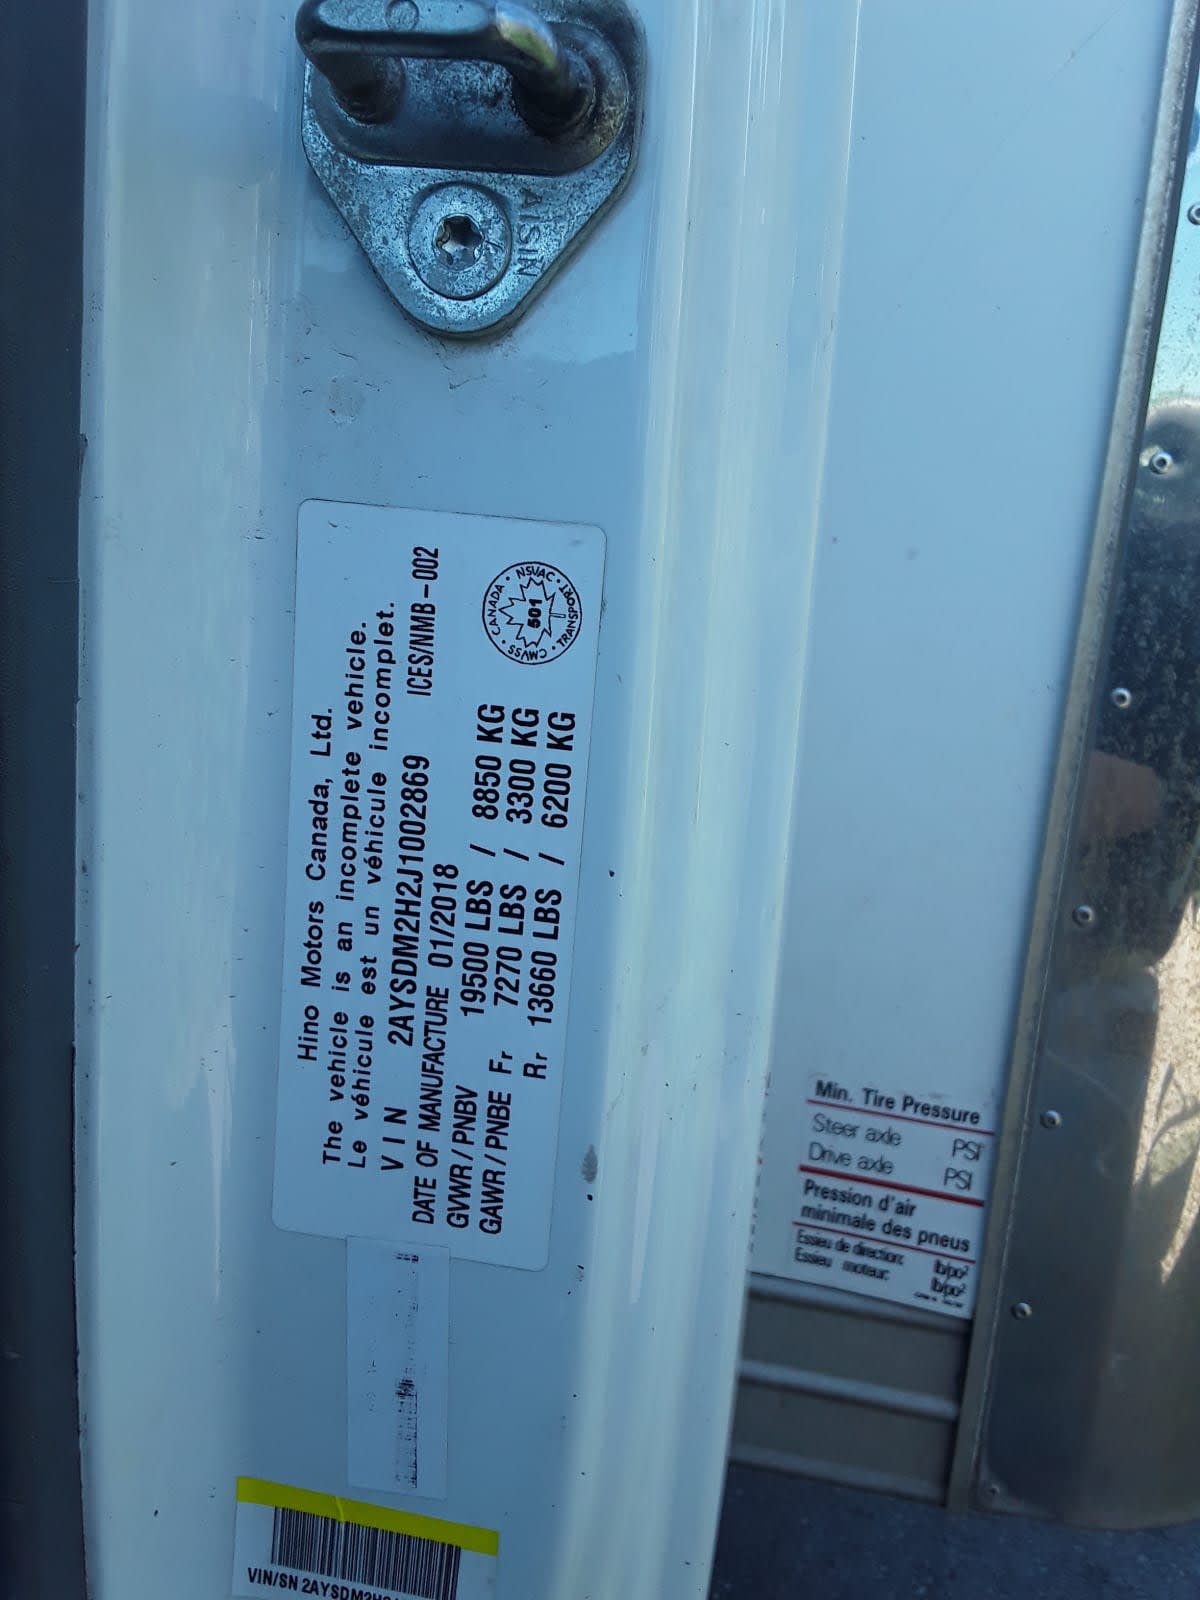 AISIN
Hino Motors Canada, Ltd.
The vehicle is an incomplete vehicle.
Le véhicule est un véhicule incomplet.
VIN 2AYSDM2H2J1002869 ICES/NMB-002
DATE OF MANUFACTURE 01/2018
GVWR/PNBV 19500 LBS / 8850 KG
GAWR/PNBE Fr 7270 LBS / 3300 KG
Rr 13660 LBS / 6200 KG
CANADA • NSVAC • TRANSPORT • CMVSS •
501
Min. Tire Pressure
Steer axle PSI
Drive axle PSI
Pression d'air
minimale des pneus
Essieu de direction: lb/po²
Essieu moteur: lb/po²
VIN/SN